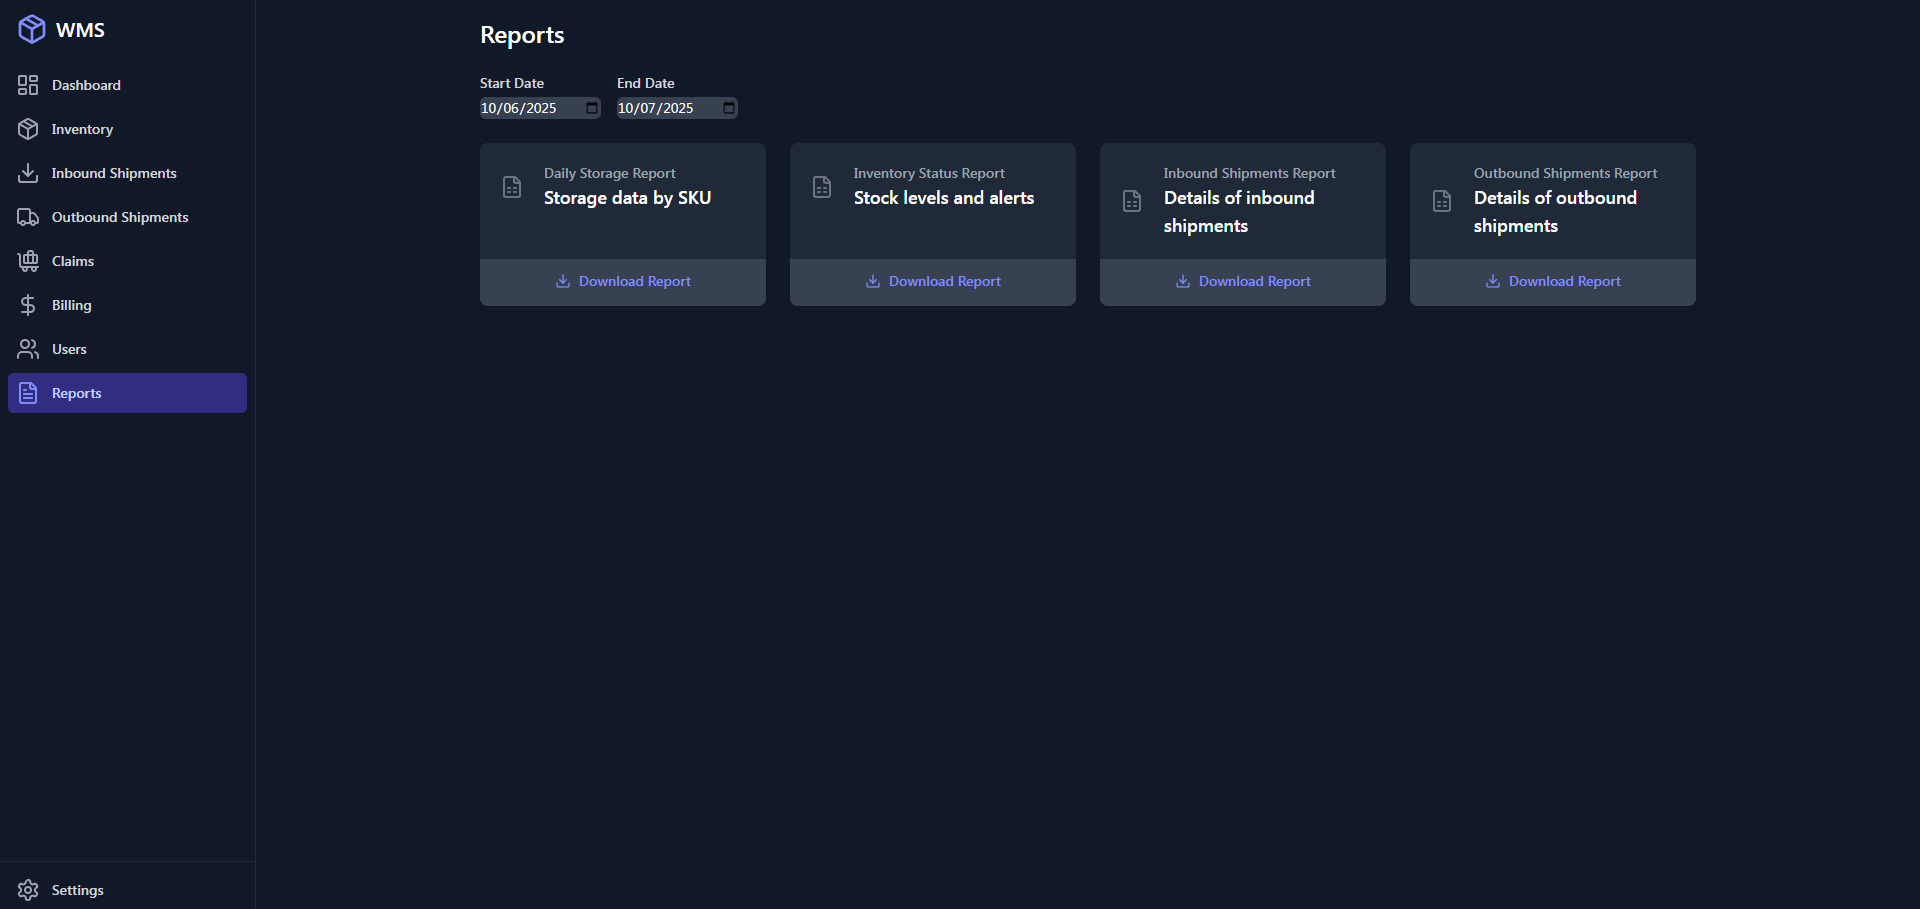 WMS
Dashboard
Inventory
Inbound Shipments
Outbound Shipments
Claims
Billing
Users
Reports
Settings
Reports
Start Date
10/06/2025
End Date
10/07/2025
Daily Storage Report
Storage data by SKU
Download Report
Inventory Status Report
Stock levels and alerts
Download Report
Inbound Shipments Report
Details of inbound
shipments
Download Report
Outbound Shipments Report
Details of outbound
shipments
Download Report